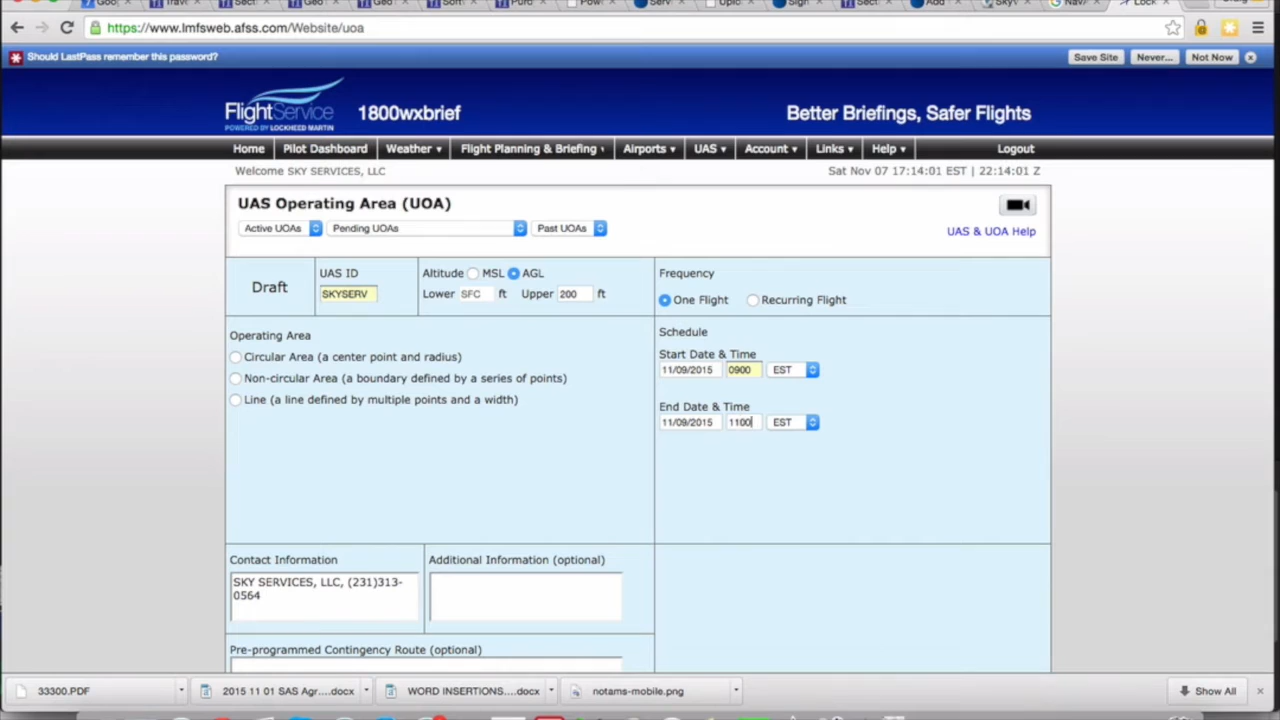 https://www.lmfsweb.afss.com/Website/uoa
Should LastPass remember this password?
Save Site
Never...
Not Now
FlightService
POWERED BY LOCKHEED MARTIN
1800wxbrief
Better Briefings, Safer Flights
Home
Pilot Dashboard
Weather
Flight Planning & Briefing
Airports
UAS
Account
Links
Help
Logout
Welcome SKY SERVICES, LLC
Sat Nov 07 17:14:01 EST | 22:14:01 Z
UAS Operating Area (UOA)
Active UOAs
Pending UOAs
Past UOAs
UAS & UOA Help
Draft
UAS ID
SKYSERV
Altitude MSL AGL
Lower SFC ft Upper 200 ft
Frequency
One Flight Recurring Flight
Operating Area
Circular Area (a center point and radius)
Non-circular Area (a boundary defined by a series of points)
Line (a line defined by multiple points and a width)
Schedule
Start Date & Time
11/09/2015 0900 EST
End Date & Time
11/09/2015 1100 EST
Contact Information
SKY SERVICES, LLC, (231)313-
0564
Additional Information (optional)
Pre-programmed Contingency Route (optional)
33300.PDF
2015 11 01 SAS Agr....docx
WORD INSERTIONS....docx
notams-mobile.png
Show All